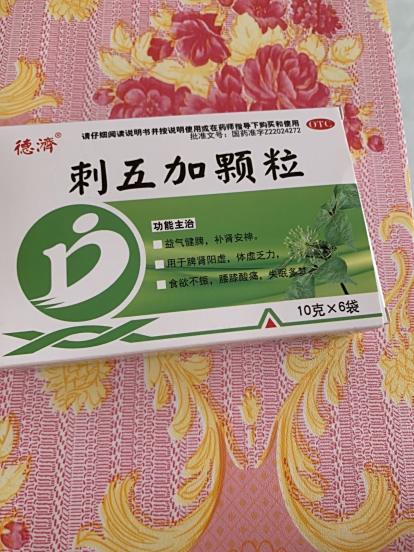 请仔细阅读说明书并按说明使用或在药师指导下购买和使用
批准文号：国药准字Z22024272
OTC
德濟®
刺五加颗粒
功能主治
益气健脾，补肾安神。
用于脾肾阳虚，体虚乏力，
食欲不振，腰膝酸痛，失眠多梦
10克×6袋